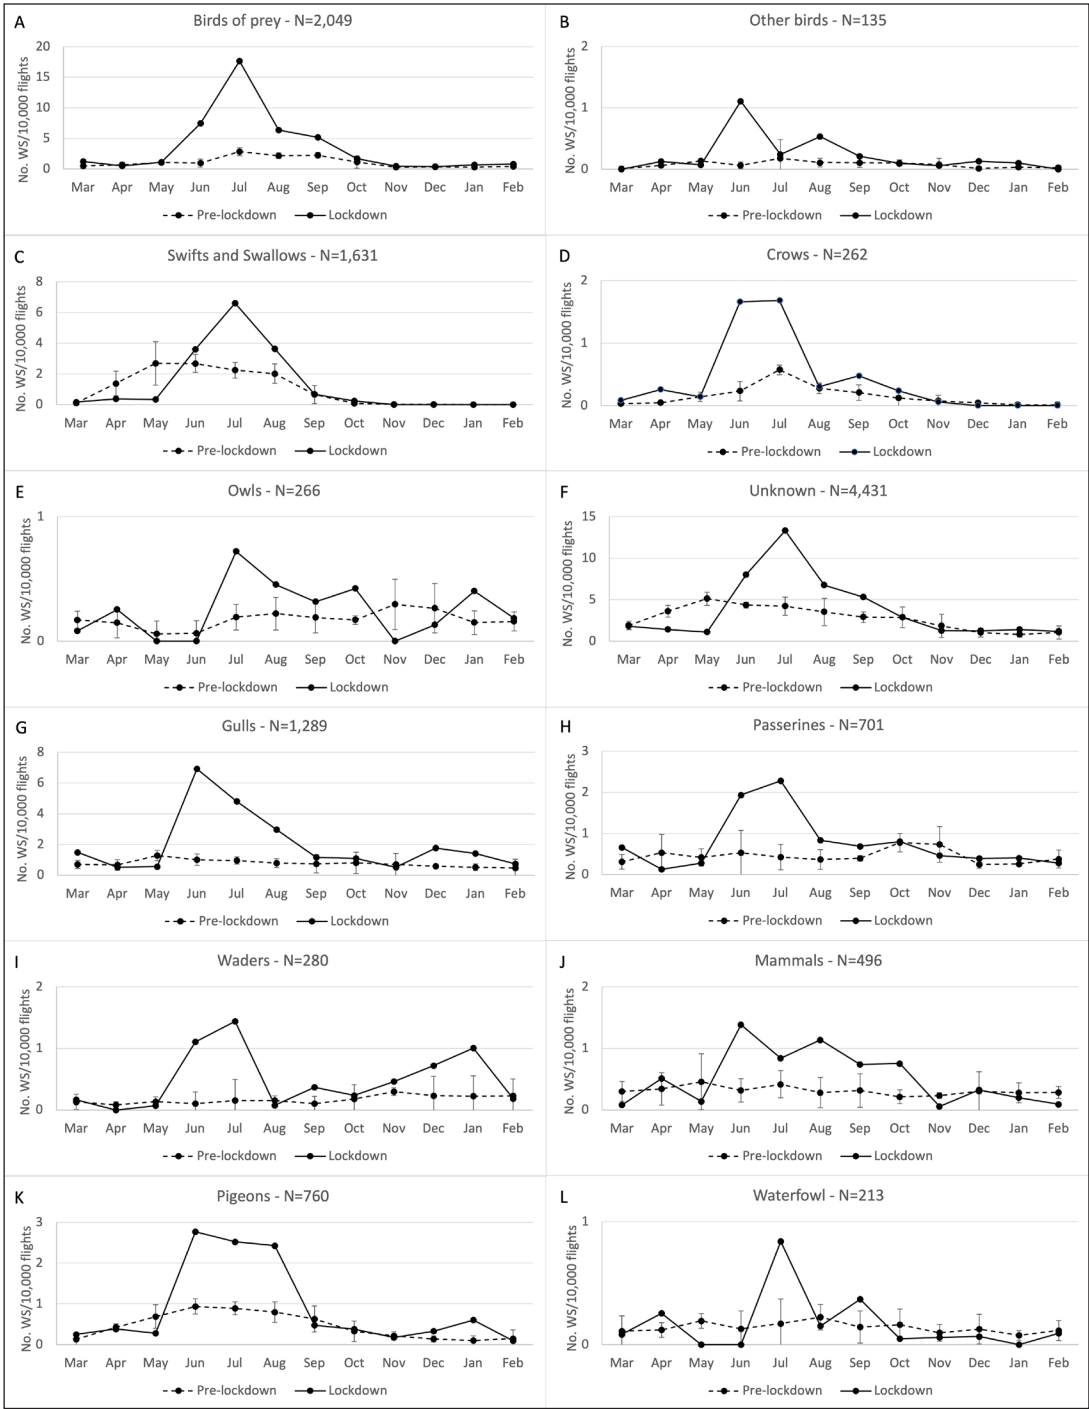 A
Birds of prey - N=2,049
No. WS/10,000 flights
20
15
10
5
0
Mar Apr May Jun Jul Aug Sep Oct Nov Dec Jan Feb
Pre-lockdown Lockdown
B
Other birds - N=135
No. WS/10,000 flights
2
1
0
Mar Apr May Jun Jul Aug Sep Oct Nov Dec Jan Feb
Pre-lockdown Lockdown
C
Swifts and Swallows - N=1,631
No. WS/10,000 flights
8
6
4
2
0
Mar Apr May Jun Jul Aug Sep Oct Nov Dec Jan Feb
Pre-lockdown Lockdown
D
Crows - N=262
No. WS/10,000 flights
2
1
0
Mar Apr May Jun Jul Aug Sep Oct Nov Dec Jan Feb
Pre-lockdown Lockdown
E
Owls - N=266
No. WS/10,000 flights
1
0
Mar Apr May Jun Jul Aug Sep Oct Nov Dec Jan Feb
Pre-lockdown Lockdown
F
Unknown - N=4,431
No. WS/10,000 flights
15
10
5
0
Mar Apr May Jun Jul Aug Sep Oct Nov Dec Jan Feb
Pre-lockdown Lockdown
G
Gulls - N=1,289
No. WS/10,000 flights
8
6
4
2
0
Mar Apr May Jun Jul Aug Sep Oct Nov Dec Jan Feb
Pre-lockdown Lockdown
H
Passerines - N=701
No. WS/10,000 flights
3
2
1
0
Mar Apr May Jun Jul Aug Sep Oct Nov Dec Jan Feb
Pre-lockdown Lockdown
I
Waders - N=280
No. WS/10,000 flights
2
1
0
Mar Apr May Jun Jul Aug Sep Oct Nov Dec Jan Feb
Pre-lockdown Lockdown
J
Mammals - N=496
No. WS/10,000 flights
2
1
0
Mar Apr May Jun Jul Aug Sep Oct Nov Dec Jan Feb
Pre-lockdown Lockdown
K
Pigeons - N=760
No. WS/10,000 flights
3
2
1
0
Mar Apr May Jun Jul Aug Sep Oct Nov Dec Jan Feb
Pre-lockdown Lockdown
L
Waterfowl - N=213
No. WS/10,000 flights
1
0
Mar Apr May Jun Jul Aug Sep Oct Nov Dec Jan Feb
Pre-lockdown Lockdown